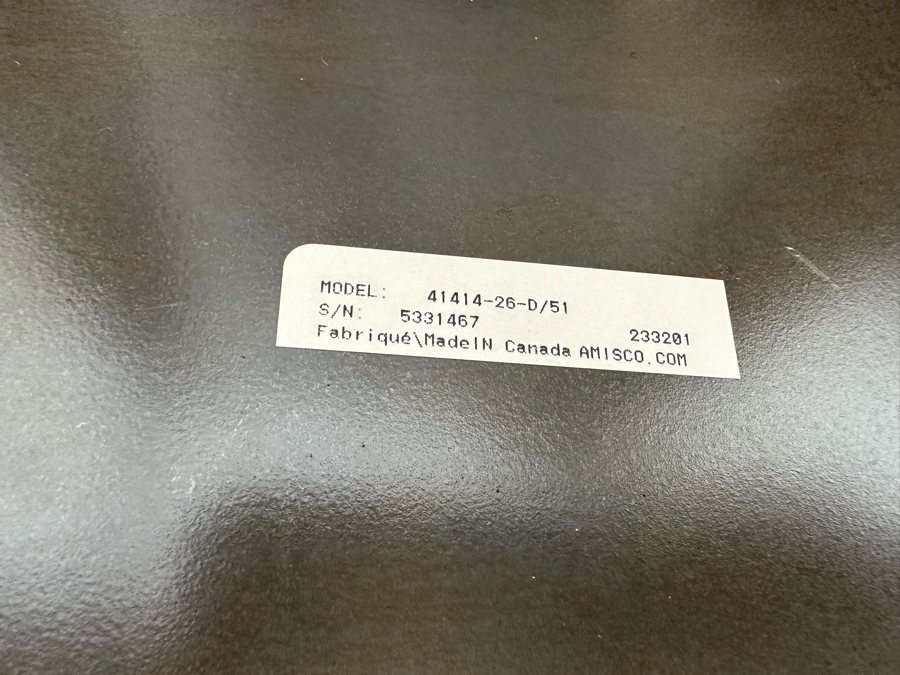 MODEL: 41414-26-D/51
S/N: 5331467 233201
Fabriqué\MadeIN Canada AMISCO.COM